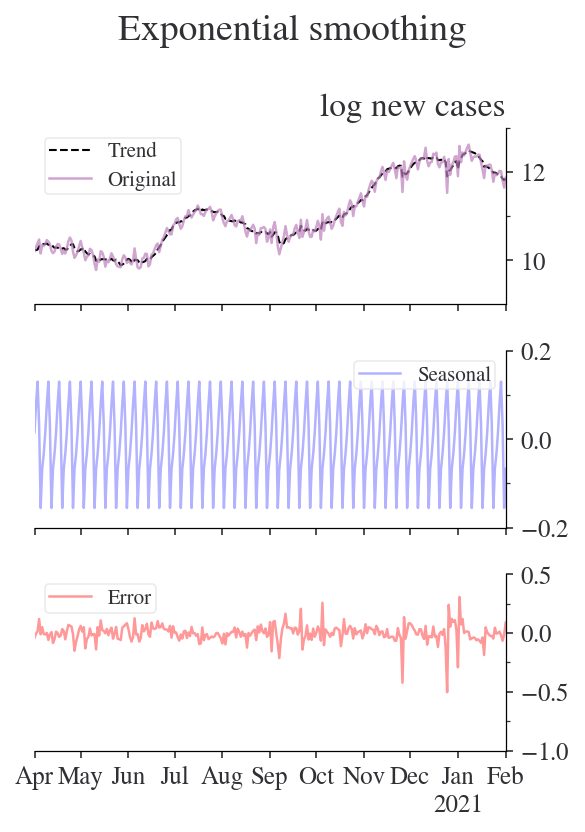 Exponential smoothing
log new cases
Trend
Original
12
10
Seasonal
0.2
0.0
−0.2
Error
0.5
0.0
−0.5
−1.0
Apr May Jun Jul Aug Sep Oct Nov Dec Jan Feb
2021